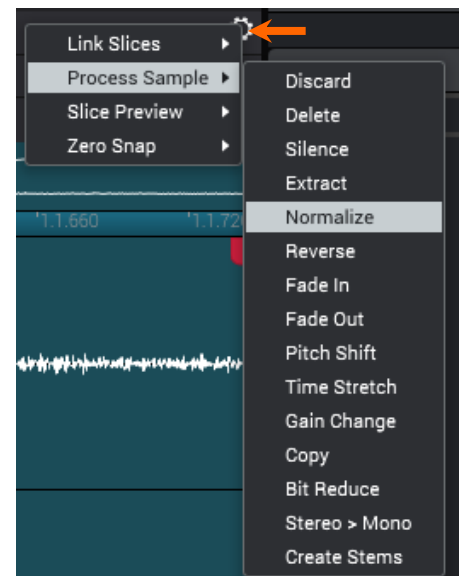 Link Slices
Process Sample
Slice Preview
Zero Snap
Discard
Delete
Silence
Extract
Normalize
Reverse
Fade In
Fade Out
Pitch Shift
Time Stretch
Gain Change
Copy
Bit Reduce
Stereo > Mono
Create Stems
'1.1.660 '1.1.720